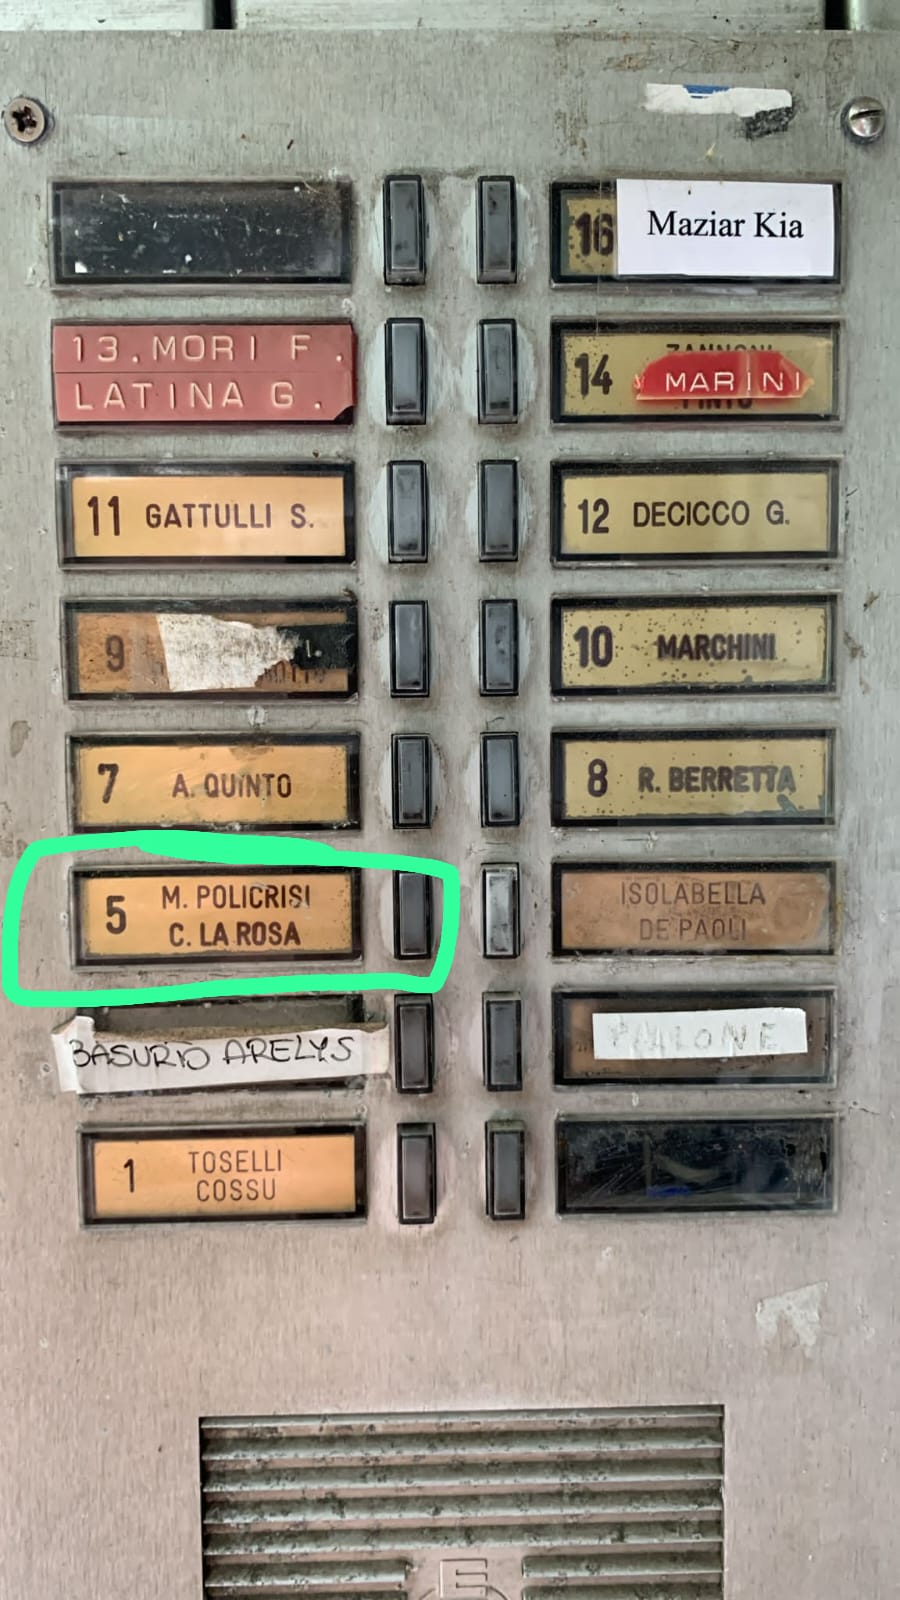 16 Maziar Kia
13.MORI F.
LATINA G.
14 MARINI
11 GATTULLI S.
12 DECICCO G.
9
10 MARCHINI
7 A. QUINTO
8 R. BERRETTA
5 M. POLICRISI
C. LA ROSA
ISOLABELLA
DE PAOLI
BASURTO ARELYS
1 TOSELLI
COSSU